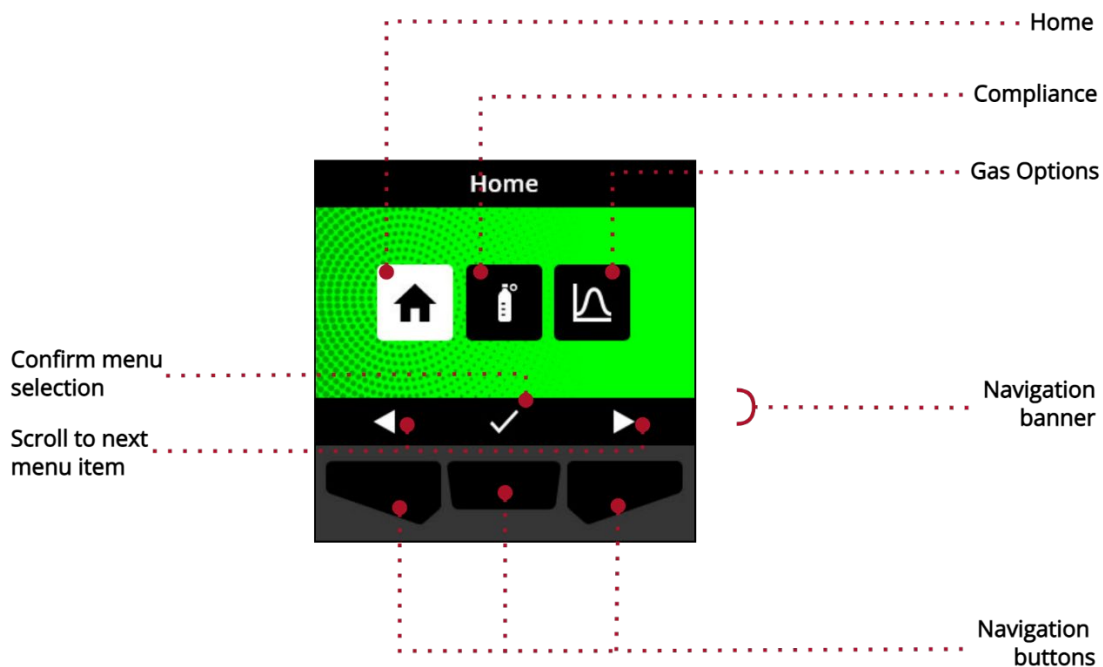 Home
Compliance
Gas Options
Home
Confirm menu
selection
Navigation
banner
Scroll to next
menu item
Navigation
buttons